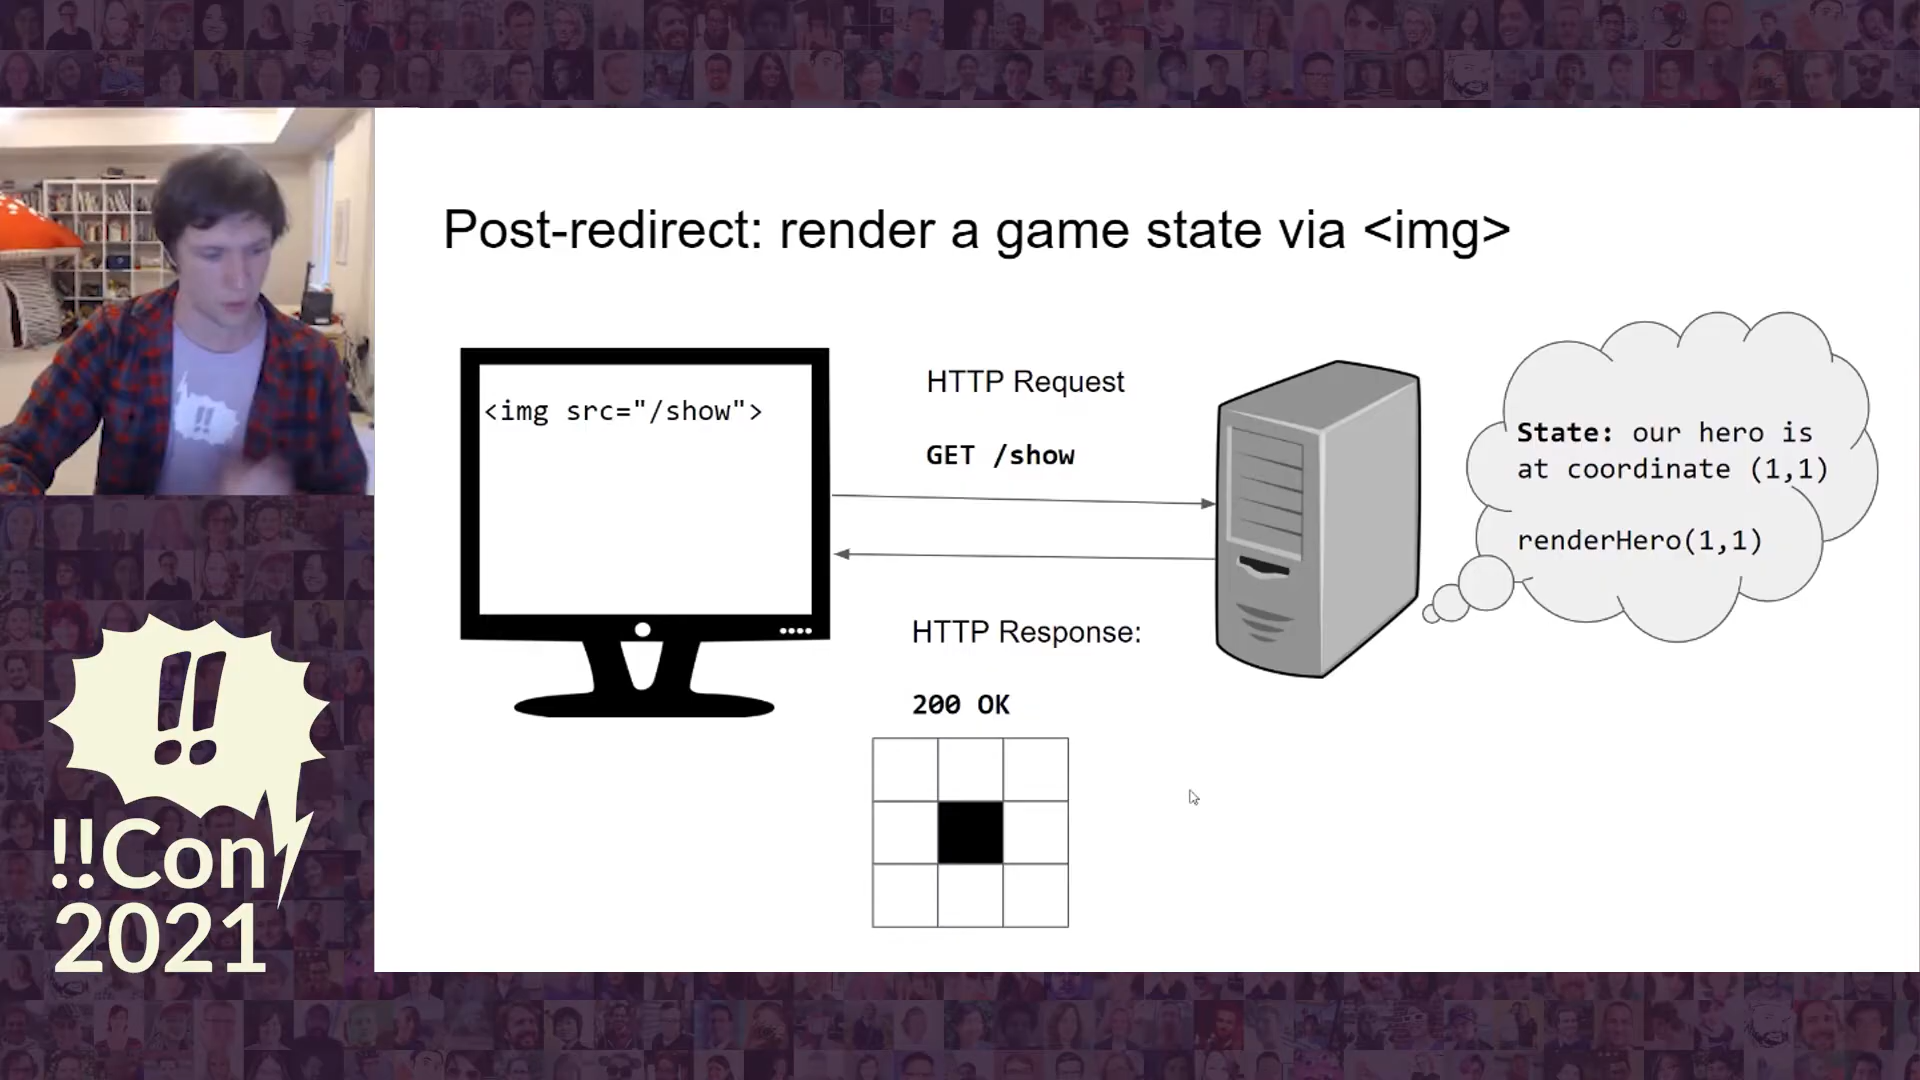 Post-redirect: render a game state via <img>
<img src="/show">
HTTP Request
GET /show
HTTP Response:
200 OK
State: our hero is
at coordinate (1,1)
renderHero(1,1)
!!
!!
!!Con
2021